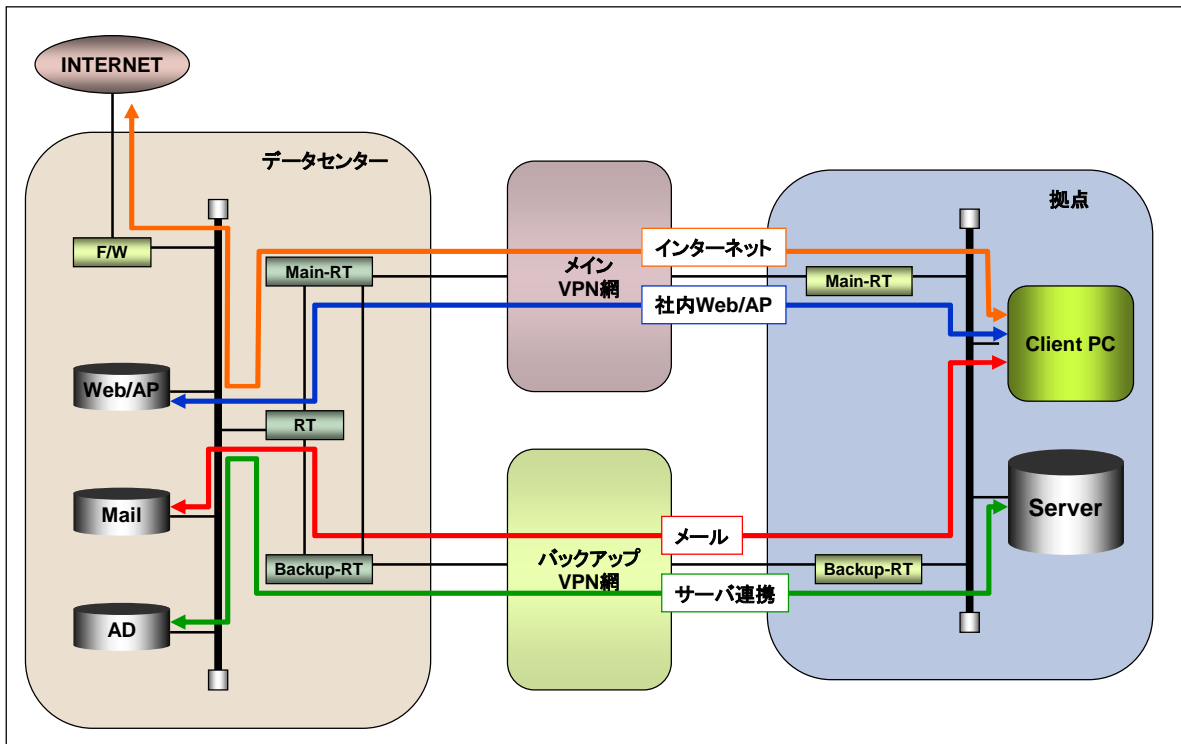 INTERNET
データセンター
F/W
Main-RT
Web/AP
RT
Mail
Backup-RT
AD
メイン
VPN網
インターネット
社内Web/AP
バックアップ
VPN網
メール
サーバ連携
拠点
Main-RT
Client PC
Server
Backup-RT